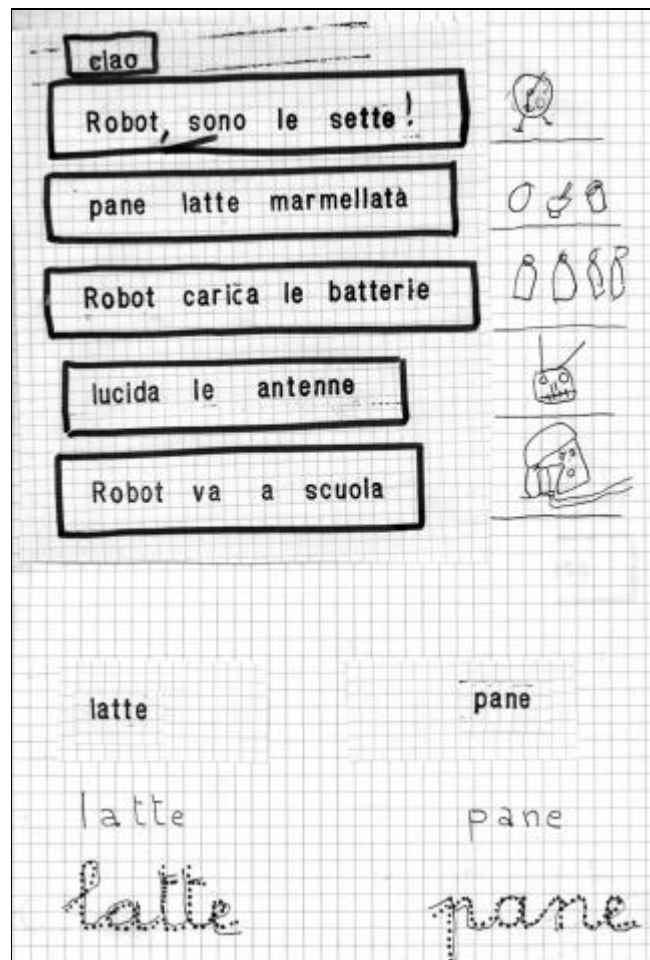 ciao
Robot, sono le sette!
pane latte marmellatà
Robot carica le batterie
lucida le antenne
Robot va a scuola
latte pane
latte pane
latte pane